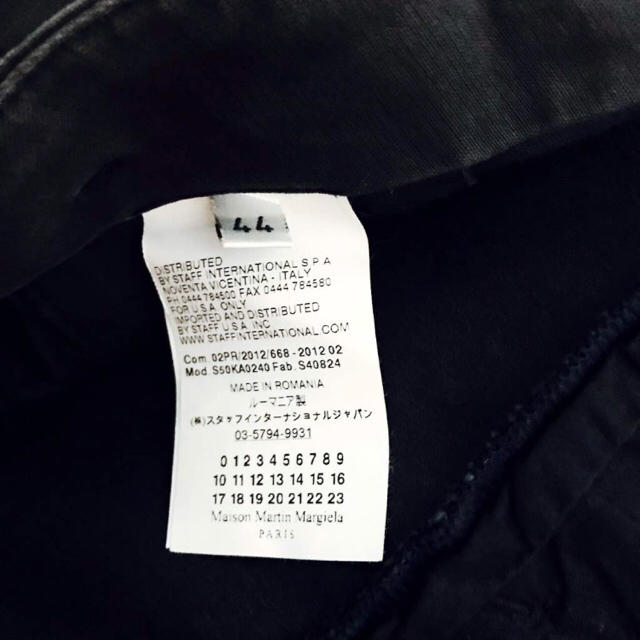 44
DISTRIBUTED
BY STAFF INTERNATIONAL S.P.A
NOVENTA VICENTINA - ITALY
PH 0444 784600 FAX 0444 784580
FOR U.S.A. ONLY
IMPORTED AND DISTRIBUTED
BY STAFF U.S.A. INC
WWW.STAFFINTERNATIONAL.COM
Com 02PR/2012/668-2012 02
Mod S50KA0240 Fab. S40824
MADE IN ROMANIA
ルーマニア製
(株)スタッフインターナショナルジャパン
03-5794-9931
0 1 2 3 4 5 6 7 8 9
10 11 12 13 14 15 16
17 18 19 20 21 22 23
Maison Martin Margiela
PARIS